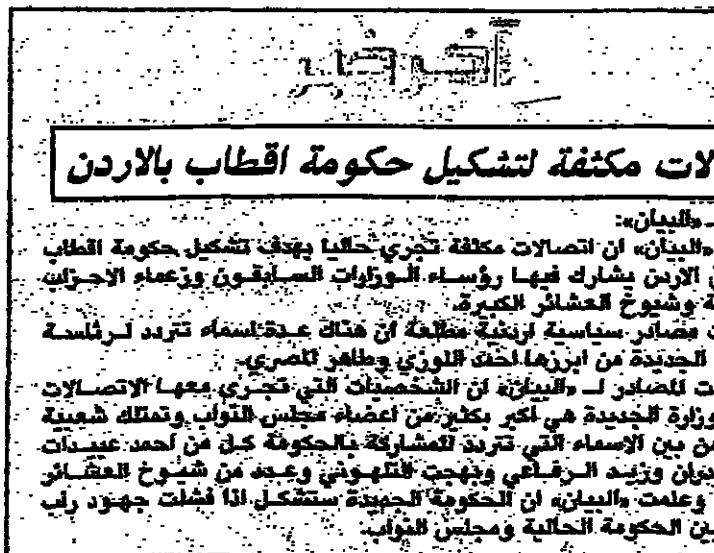 لات مكثفة لتشكيل حكومة اقطاب بالاردن
ـ «البيان»:
«البيان» ان اتصالات مكثفة تجري حاليا بهدف تشكيل حكومة اقطاب
الاردن يشارك فيها رؤساء الوزارات السابقون وزعماء الاحزاب
ة وشيوخ العشائر الكبيرة.
ت مصادر سياسية اردنية مطلعة ان هناك عدة اسماء تتردد لرئاسة
الجديدة من ابرزها احمد اللوزي وطاهر المصري.
ت المصادر لـ «البيان» ان الشخصيات التي تجري معها الاتصالات
وزارة الجديدة هي اكبر بكثير من اعضاء مجلس النواب وتمتلك شعبية
من بين الاسماء التي تتردد للمشاركة بالحكومة كل من احمد عبيدات
دران وزيد الرفاعي وبهجت التلهوني وعدد من شيوخ العشائر
وعلمت «البيان» ان الحكومة الجديدة ستشكل اذا فشلت جهود راب
بين الحكومة الحالية ومجلس النواب.